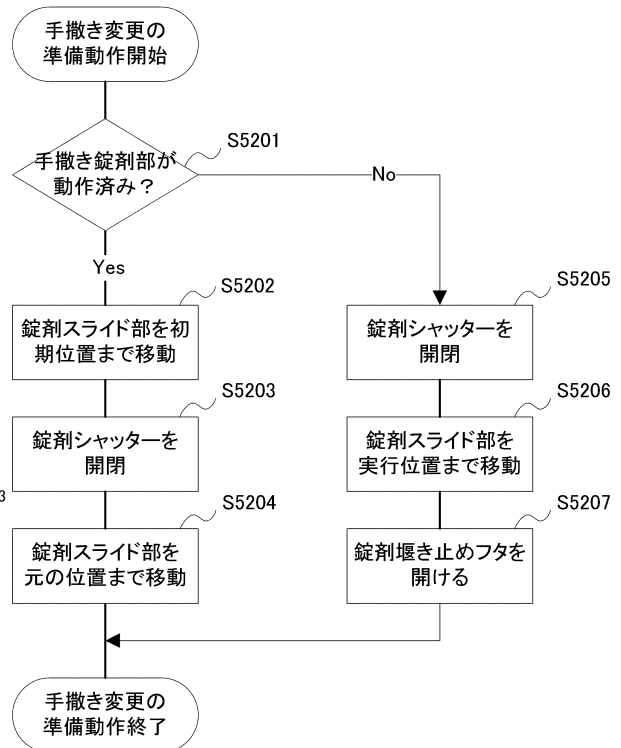 手撒き変更の
準備動作開始
S5201
手撒き錠剤部が
動作済み？
No
Yes
S5202
錠剤スライド部を初
期位置まで移動
S5203
錠剤シャッターを
開閉
3
S5204
錠剤スライド部を
元の位置まで移動
S5205
錠剤シャッターを
開閉
S5206
錠剤スライド部を
実行位置まで移動
S5207
錠剤堰き止めフタを
開ける
手撒き変更の
準備動作終了